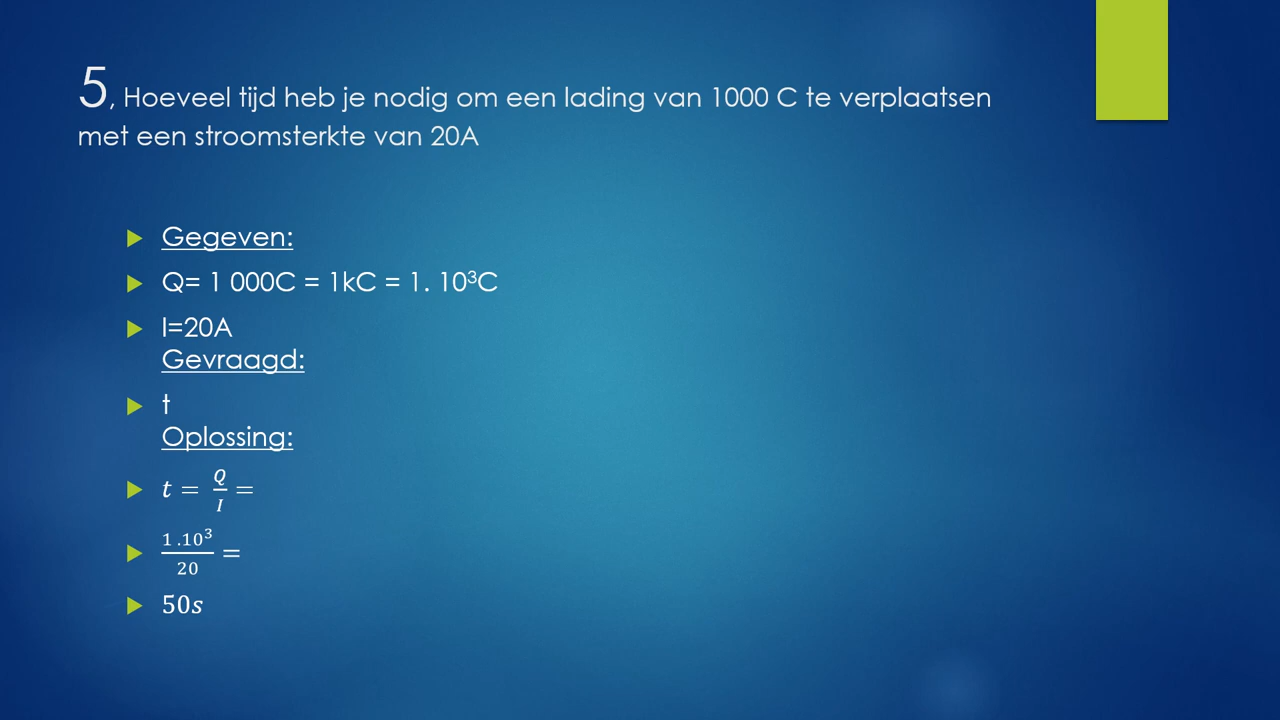 5, Hoeveel tijd heb je nodig om een lading van 1000 C te verplaatsen
met een stroomsterkte van 20A
Gegeven:
Q= 1 000C = 1kC = 1. 10³C
I=20A
Gevraagd:
t
Oplossing:
t = Q/I =
1 .10³/20 =
50s